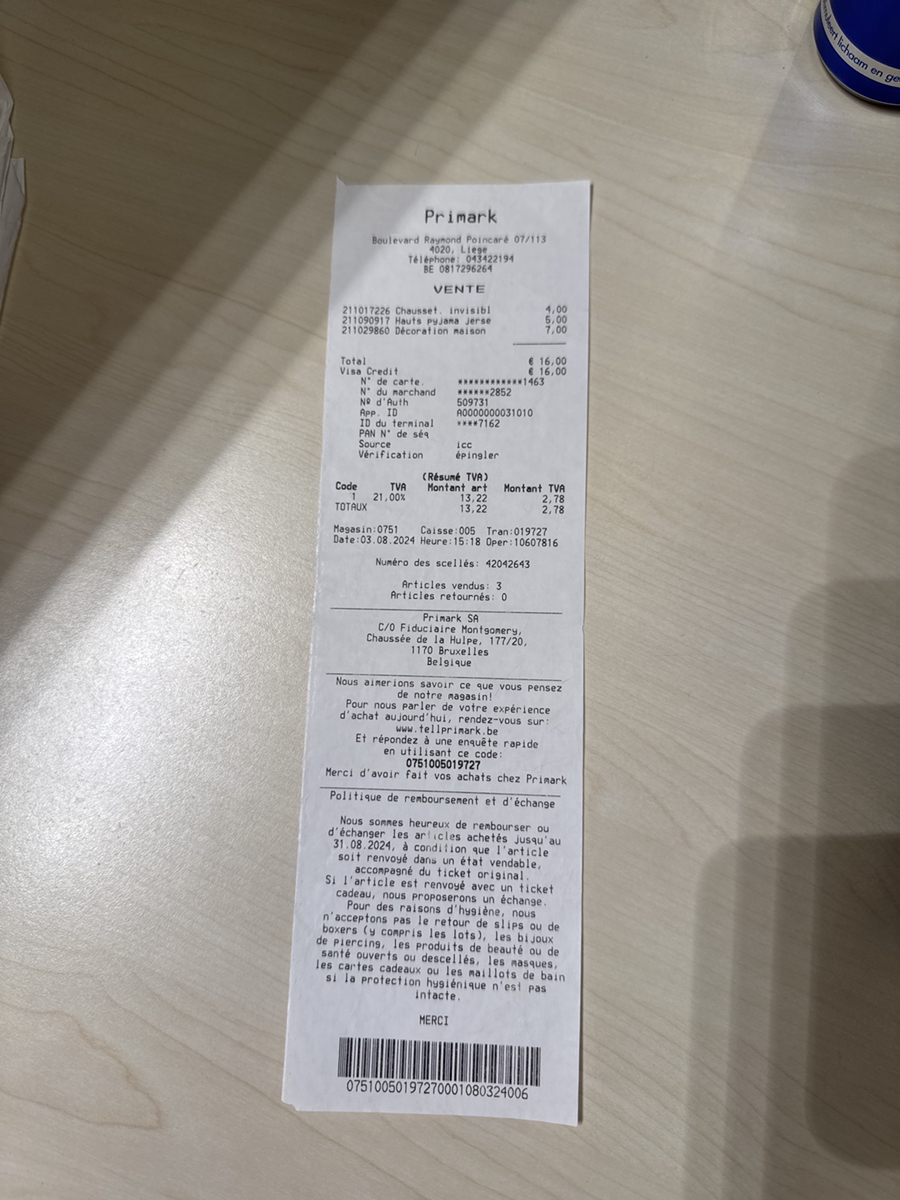 imuleert lichaam en ge
Primark
Boulevard Raymond Poincaré 07/113
4020, Liege
Téléphone: 043422194
BE 0817296264
VENTE
211017226 Chausset. invisibl 4,00
211090917 Hauts pyjama jerse 5,00
211029860 Décoration maison 7,00
Total € 16,00
Visa Credit € 16,00
N° de carte. ************1463
N° du marchand ******2852
Nº d'Auth 509731
App. ID A0000000031010
ID du terminal ****7162
PAN N° de séq
Source icc
Vérification épingler
(Résumé TVA)
Code TVA Montant art Montant TVA
1 21,00% 13,22 2,78
TOTAUX 13,22 2,78
Magasin:0751 Caisse:005 Tran:019727
Date:03.08.2024 Heure:15:18 Oper:10607816
Numéro des scellés: 42042643
Articles vendus: 3
Articles retournés: 0
Primark SA
C/O Fiduciaire Montgomery,
Chaussée de la Hulpe, 177/20,
1170 Bruxelles
Belgique
Nous aimerions savoir ce que vous pensez
de notre magasin!
Pour nous parler de votre expérience
d'achat aujourd'hui, rendez-vous sur:
www.tellprimark.be
Et répondez à une enquête rapide
en utilisant ce code:
0751005019727
Merci d'avoir fait vos achats chez Primark
Politique de remboursement et d'échange
Nous sommes heureux de rembourser ou
d'échanger les articles achetés jusqu'au
31.08.2024, à condition que l'article
soit renvoyé dans un état vendable,
accompagné du ticket original.
Si l'article est renvoyé avec un ticket
cadeau, nous proposerons un échange.
Pour des raisons d'hygiène, nous
n'acceptons pas le retour de slips ou de
boxers (y compris les lots), les bijoux
de piercing, les produits de beauté ou de
santé ouverts ou descellés, les masques,
les cartes cadeaux ou les maillots de bain
si la protection hygiénique n'est pas
intacte.
MERCI
07510050197270001080324006